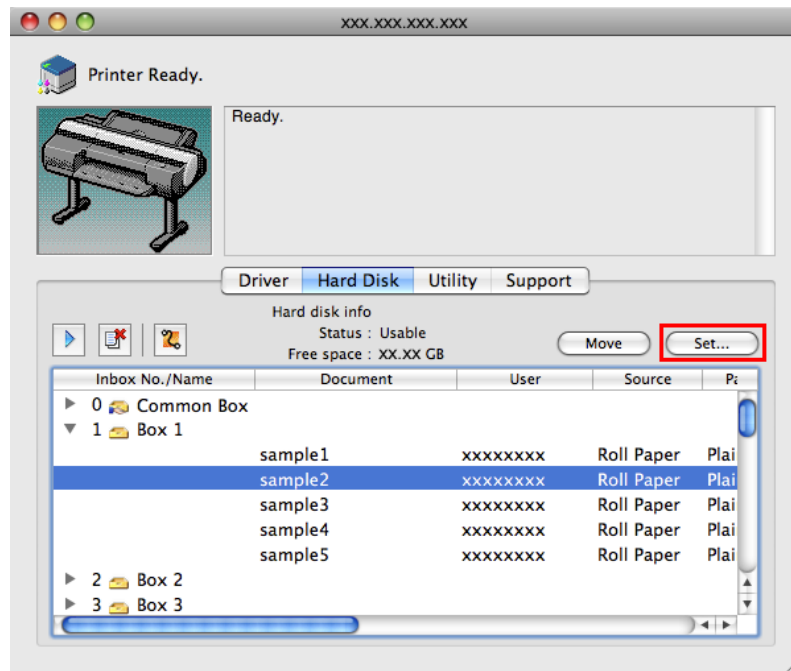 xxx.xxx.xxx.xxx
Printer Ready.
Ready.
Driver Hard Disk Utility Support
Hard disk info
Status : Usable
Free space : XX.XX GB
Move Set...
Inbox No./Name Document User Source Pa
0 Common Box
1 Box 1
sample1 xxxxxxxx Roll Paper Plai
sample2 xxxxxxxx Roll Paper Plai
sample3 xxxxxxxx Roll Paper Plai
sample4 xxxxxxxx Roll Paper Plai
sample5 xxxxxxxx Roll Paper Plai
2 Box 2
3 Box 3